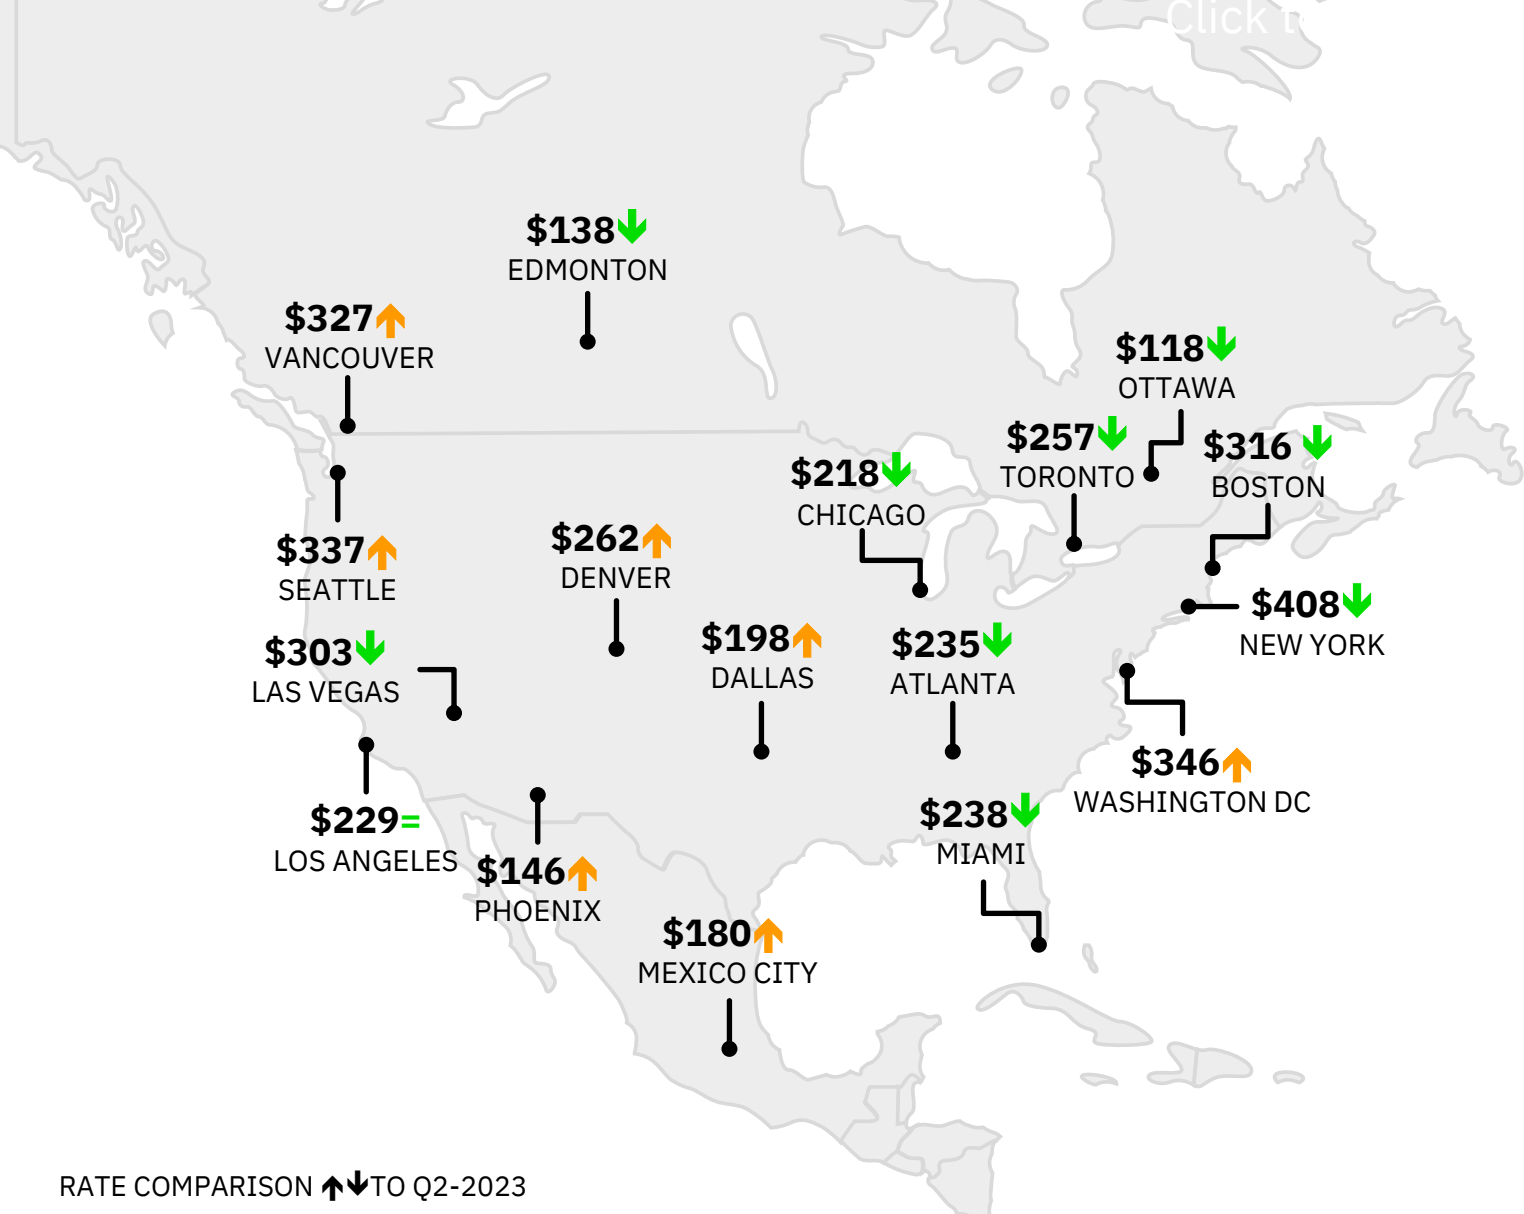 Click t
$138
EDMONTON
$327
VANCOUVER
$118
OTTAWA
$257
TORONTO
$316
BOSTON
$218
CHICAGO
$337
SEATTLE
$262
DENVER
$408
NEW YORK
$303
LAS VEGAS
$198
DALLAS
$235
ATLANTA
$346
WASHINGTON DC
$229=
LOS ANGELES
$238
MIAMI
$146
PHOENIX
$180
MEXICO CITY
RATE COMPARISON ↑↓TO Q2-2023